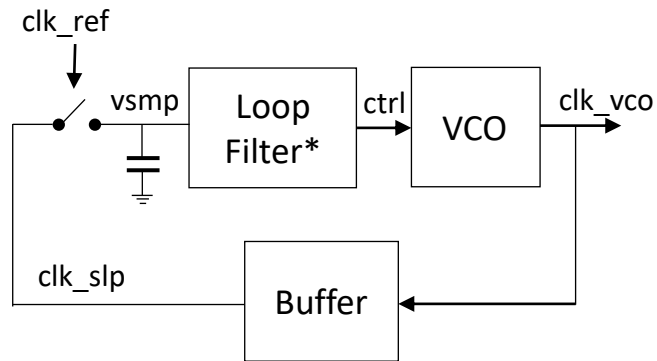 clk_ref
vsmp
Loop
Filter*
ctrl
VCO
clk_vco
clk_slp
Buffer